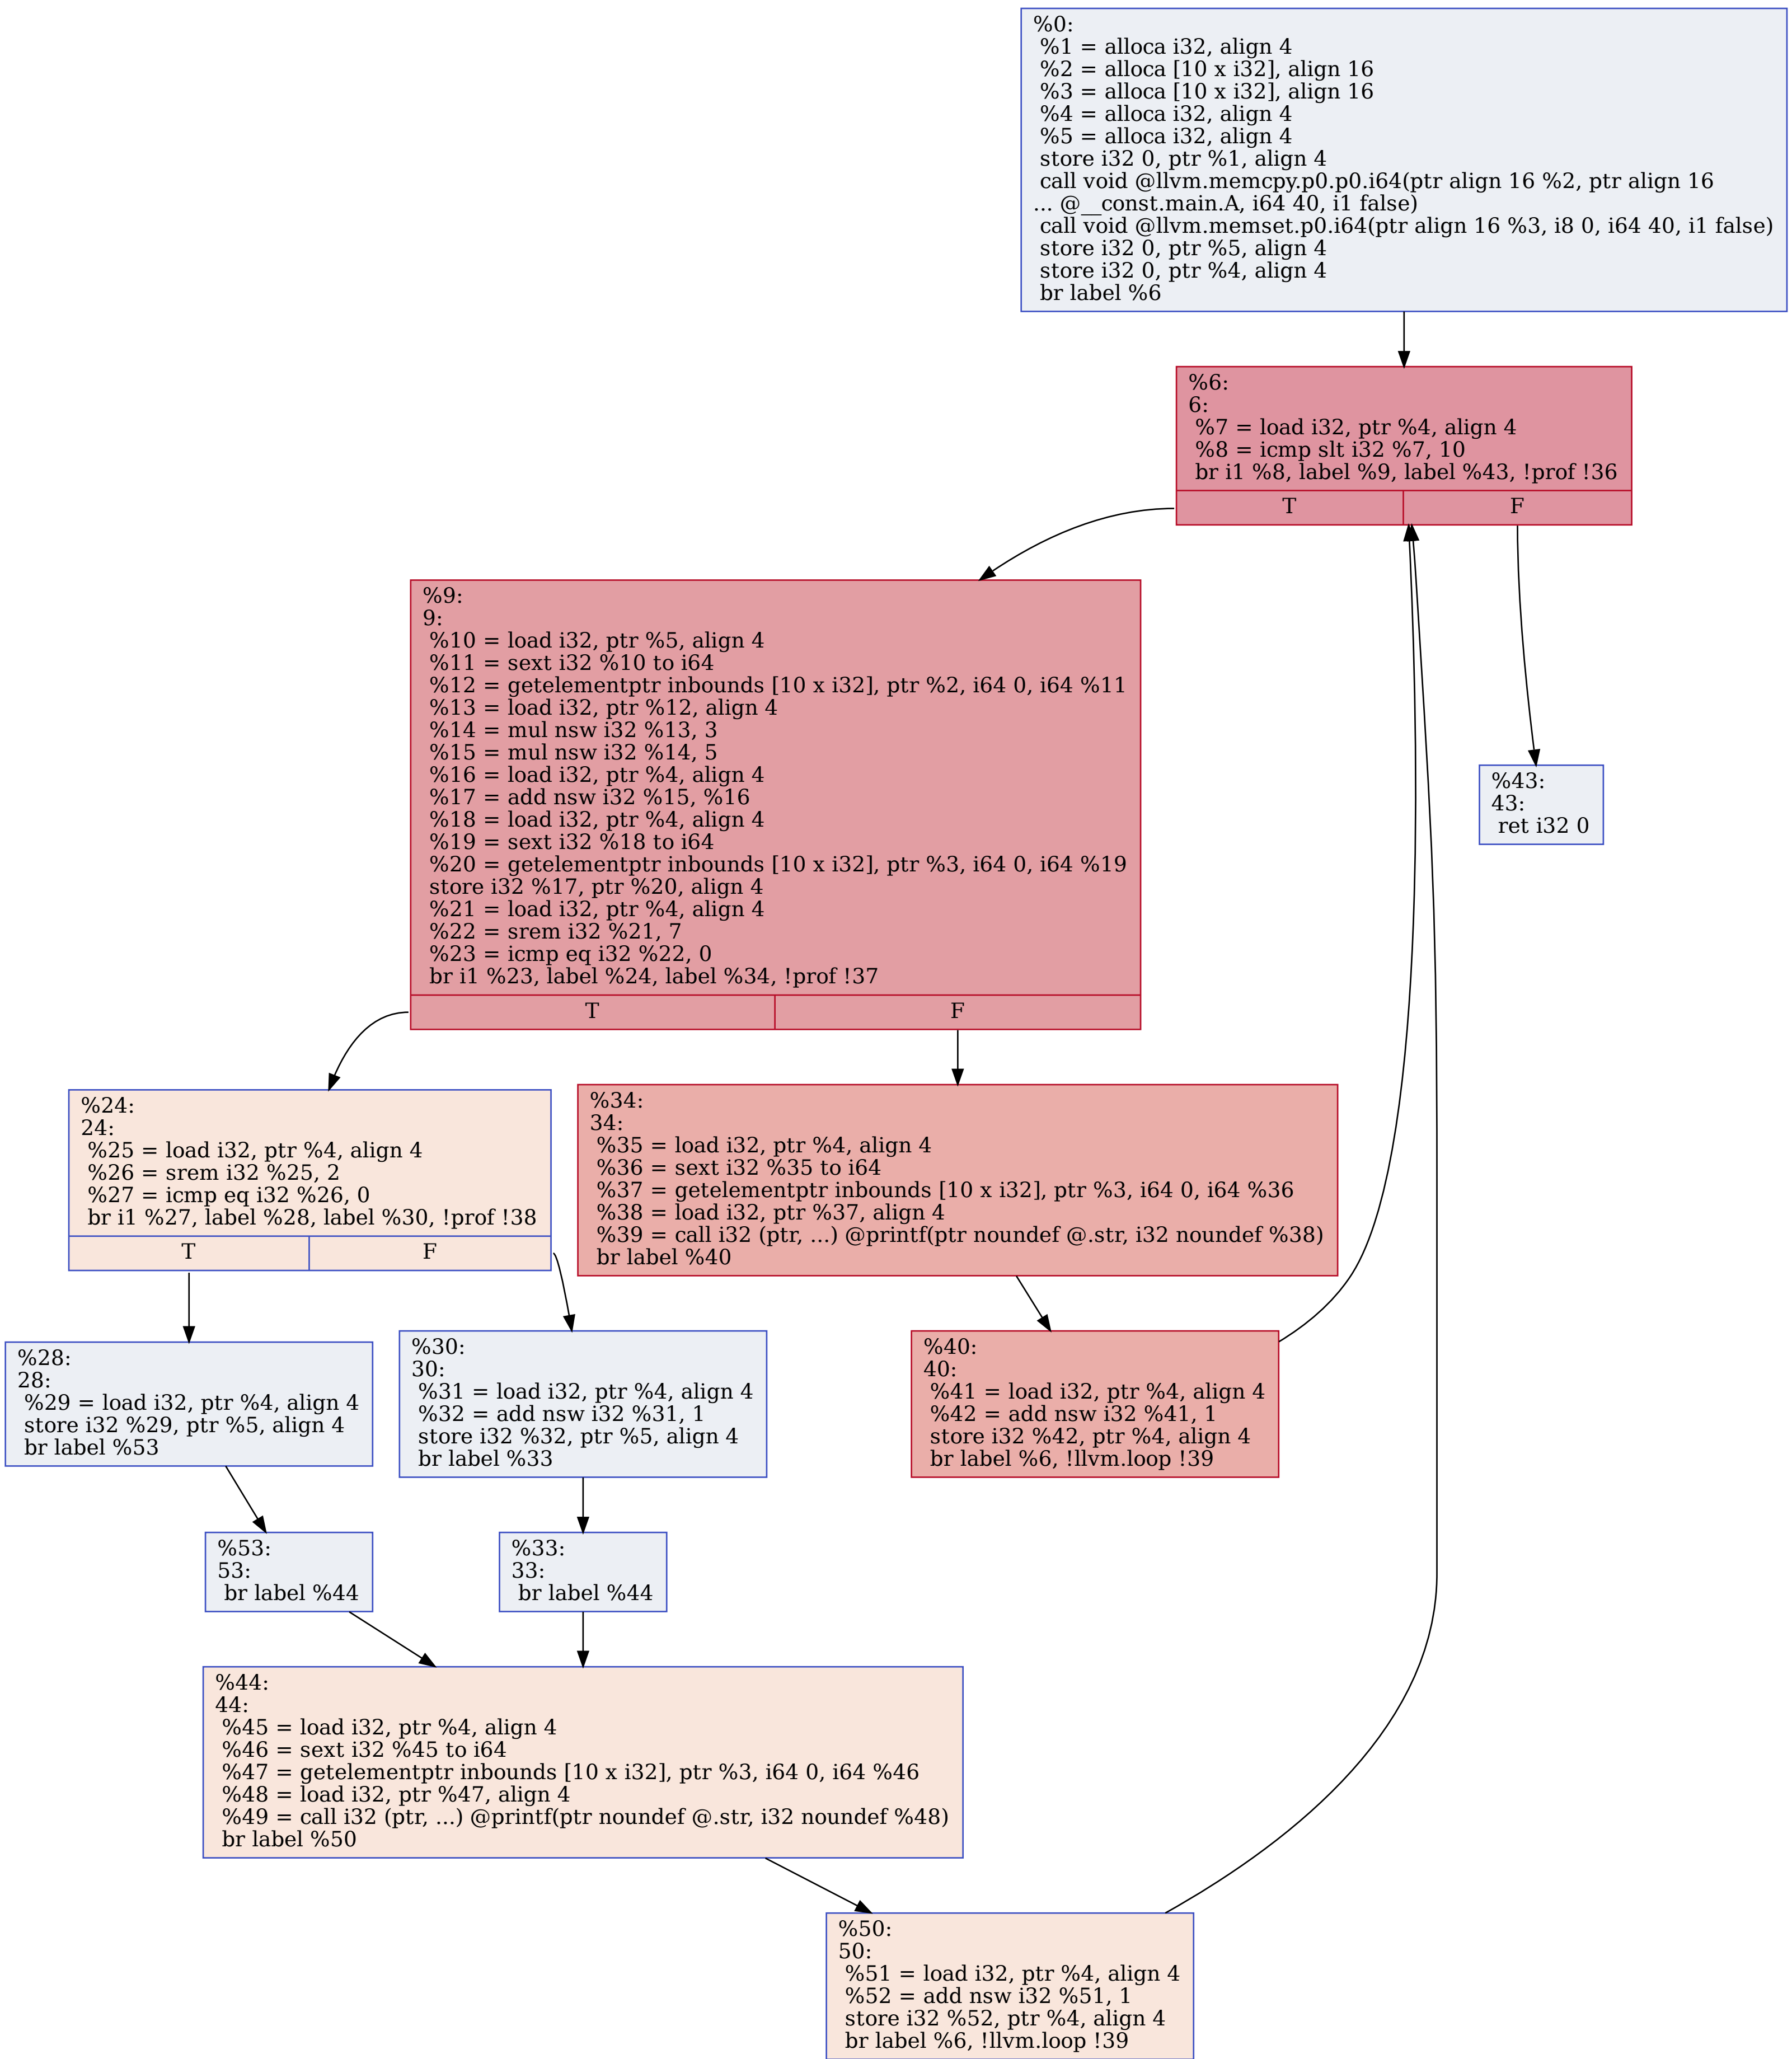 %0:
%1 = alloca i32, align 4
%2 = alloca [10 x i32], align 16
%3 = alloca [10 x i32], align 16
%4 = alloca i32, align 4
%5 = alloca i32, align 4
store i32 0, ptr %1, align 4
call void @llvm.memcpy.p0.p0.i64(ptr align 16 %2, ptr align 16
... @__const.main.A, i64 40, i1 false)
call void @llvm.memset.p0.i64(ptr align 16 %3, i8 0, i64 40, i1 false)
store i32 0, ptr %5, align 4
store i32 0, ptr %4, align 4
br label %6
%6:
6:
%7 = load i32, ptr %4, align 4
%8 = icmp slt i32 %7, 10
br i1 %8, label %9, label %43, !prof !36
T F
%9:
9:
%10 = load i32, ptr %5, align 4
%11 = sext i32 %10 to i64
%12 = getelementptr inbounds [10 x i32], ptr %2, i64 0, i64 %11
%13 = load i32, ptr %12, align 4
%14 = mul nsw i32 %13, 3
%15 = mul nsw i32 %14, 5
%16 = load i32, ptr %4, align 4
%17 = add nsw i32 %15, %16
%18 = load i32, ptr %4, align 4
%19 = sext i32 %18 to i64
%20 = getelementptr inbounds [10 x i32], ptr %3, i64 0, i64 %19
store i32 %17, ptr %20, align 4
%21 = load i32, ptr %4, align 4
%22 = srem i32 %21, 7
%23 = icmp eq i32 %22, 0
br i1 %23, label %24, label %34, !prof !37
T F
%43:
43:
ret i32 0
%24:
24:
%25 = load i32, ptr %4, align 4
%26 = srem i32 %25, 2
%27 = icmp eq i32 %26, 0
br i1 %27, label %28, label %30, !prof !38
T F
%34:
34:
%35 = load i32, ptr %4, align 4
%36 = sext i32 %35 to i64
%37 = getelementptr inbounds [10 x i32], ptr %3, i64 0, i64 %36
%38 = load i32, ptr %37, align 4
%39 = call i32 (ptr, ...) @printf(ptr noundef @.str, i32 noundef %38)
br label %40
%28:
28:
%29 = load i32, ptr %4, align 4
store i32 %29, ptr %5, align 4
br label %53
%30:
30:
%31 = load i32, ptr %4, align 4
%32 = add nsw i32 %31, 1
store i32 %32, ptr %5, align 4
br label %33
%40:
40:
%41 = load i32, ptr %4, align 4
%42 = add nsw i32 %41, 1
store i32 %42, ptr %4, align 4
br label %6, !llvm.loop !39
%53:
53:
br label %44
%33:
33:
br label %44
%44:
44:
%45 = load i32, ptr %4, align 4
%46 = sext i32 %45 to i64
%47 = getelementptr inbounds [10 x i32], ptr %3, i64 0, i64 %46
%48 = load i32, ptr %47, align 4
%49 = call i32 (ptr, ...) @printf(ptr noundef @.str, i32 noundef %48)
br label %50
%50:
50:
%51 = load i32, ptr %4, align 4
%52 = add nsw i32 %51, 1
store i32 %52, ptr %4, align 4
br label %6, !llvm.loop !39